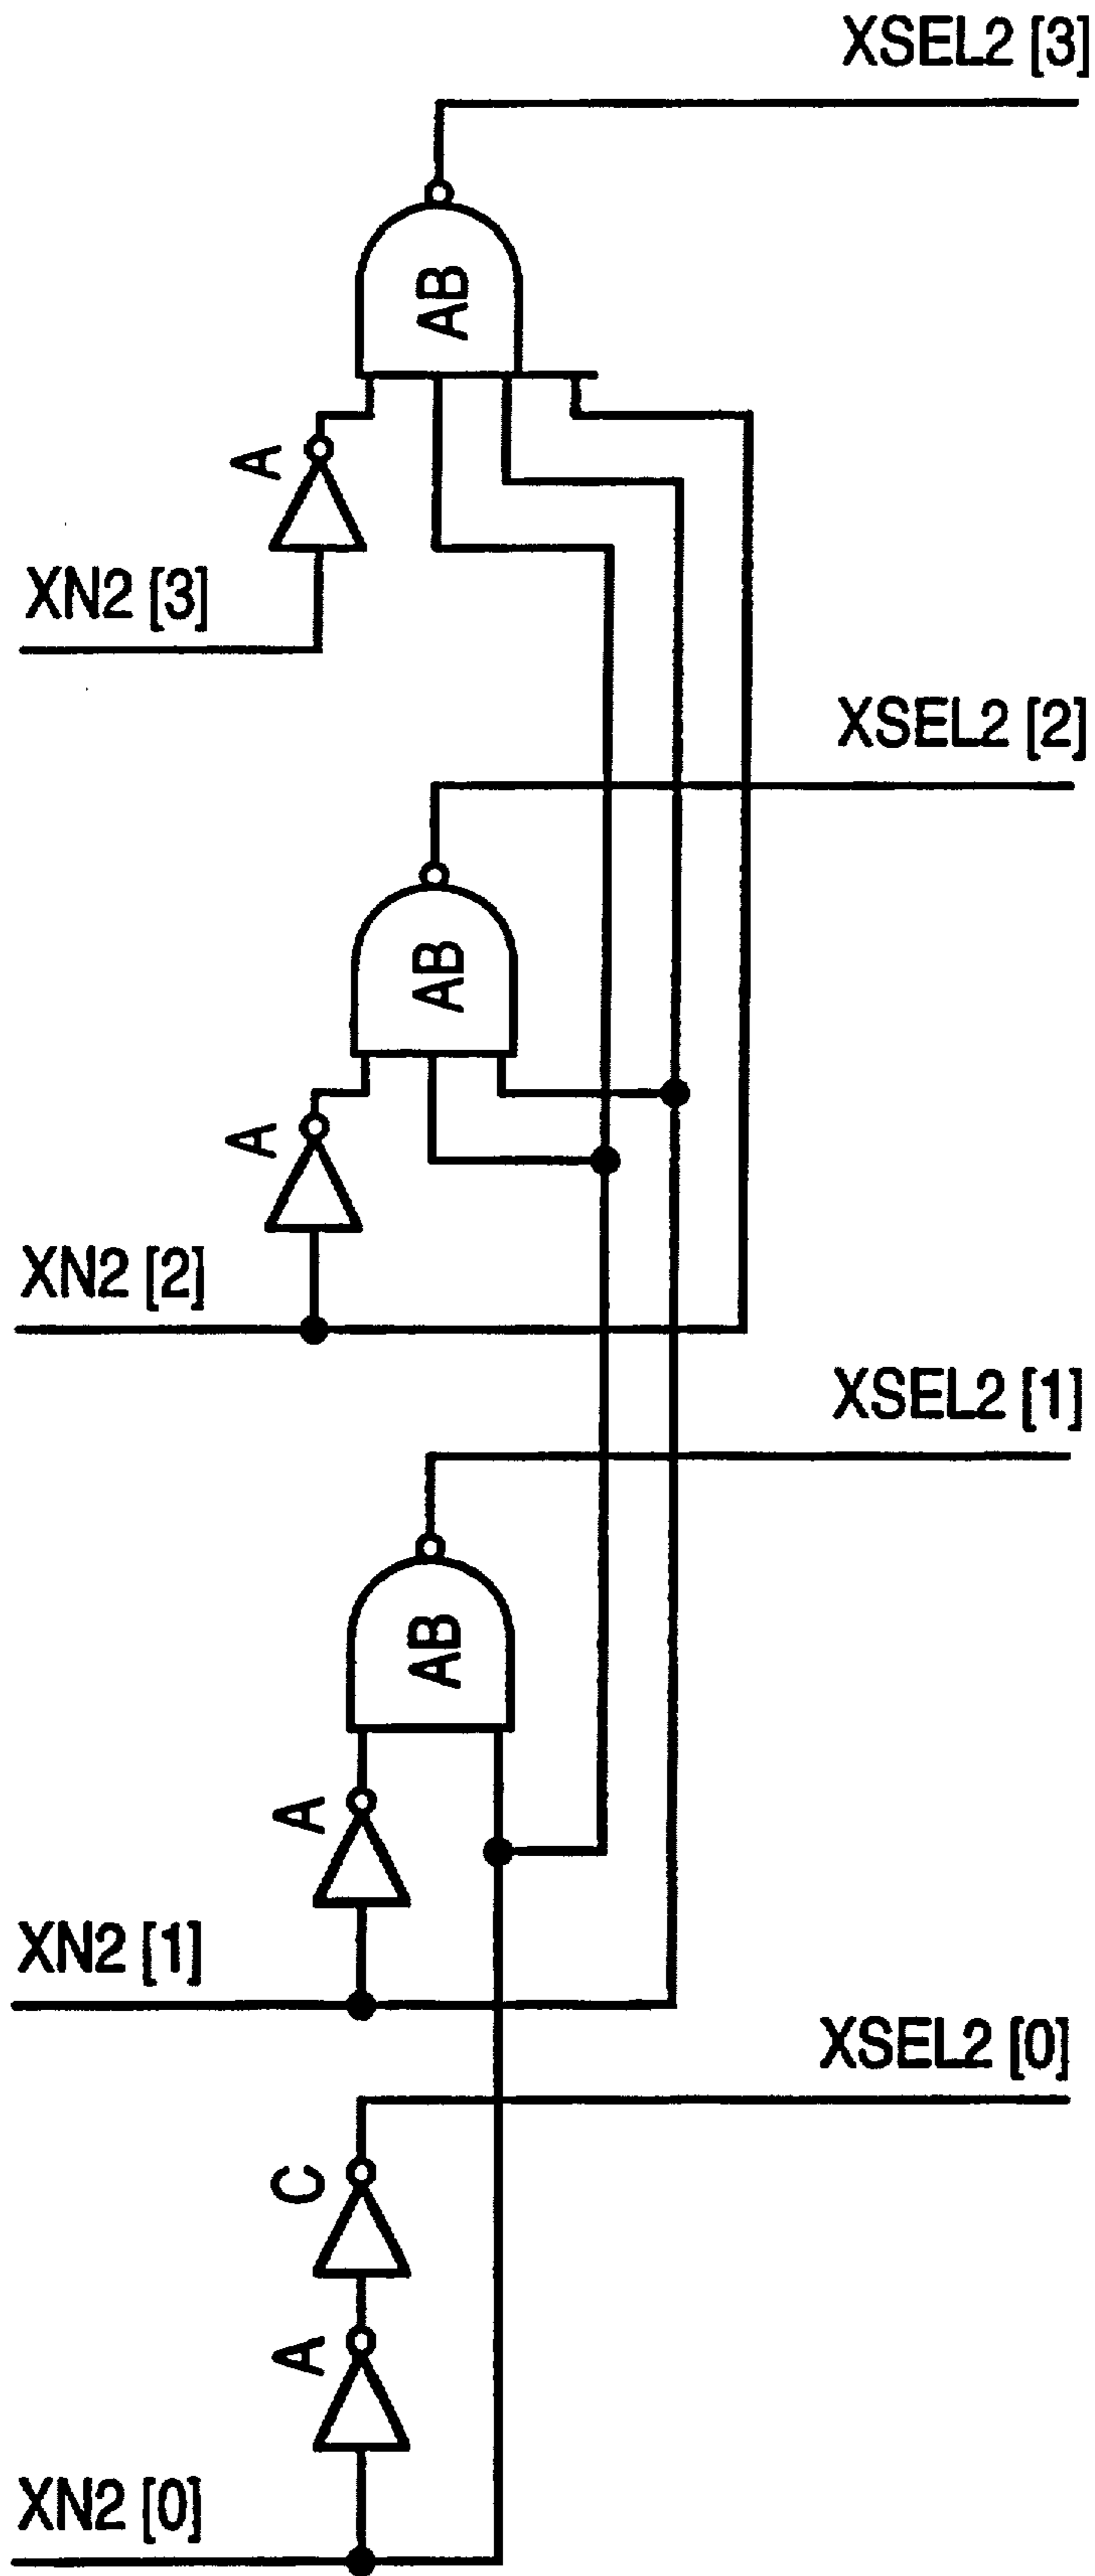 XSEL2 [3]
AB
A
XN2 [3]
XSEL2 [2]
AB
A
XN2 [2]
XSEL2 [1]
AB
A
XN2 [1]
XSEL2 [0]
C
A
XN2 [0]